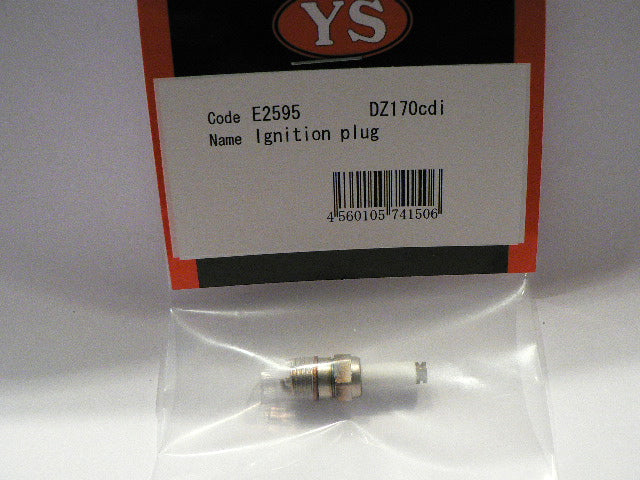 YS
Code E2595 DZ170cdi
Name Ignition plug
4 560105 741506